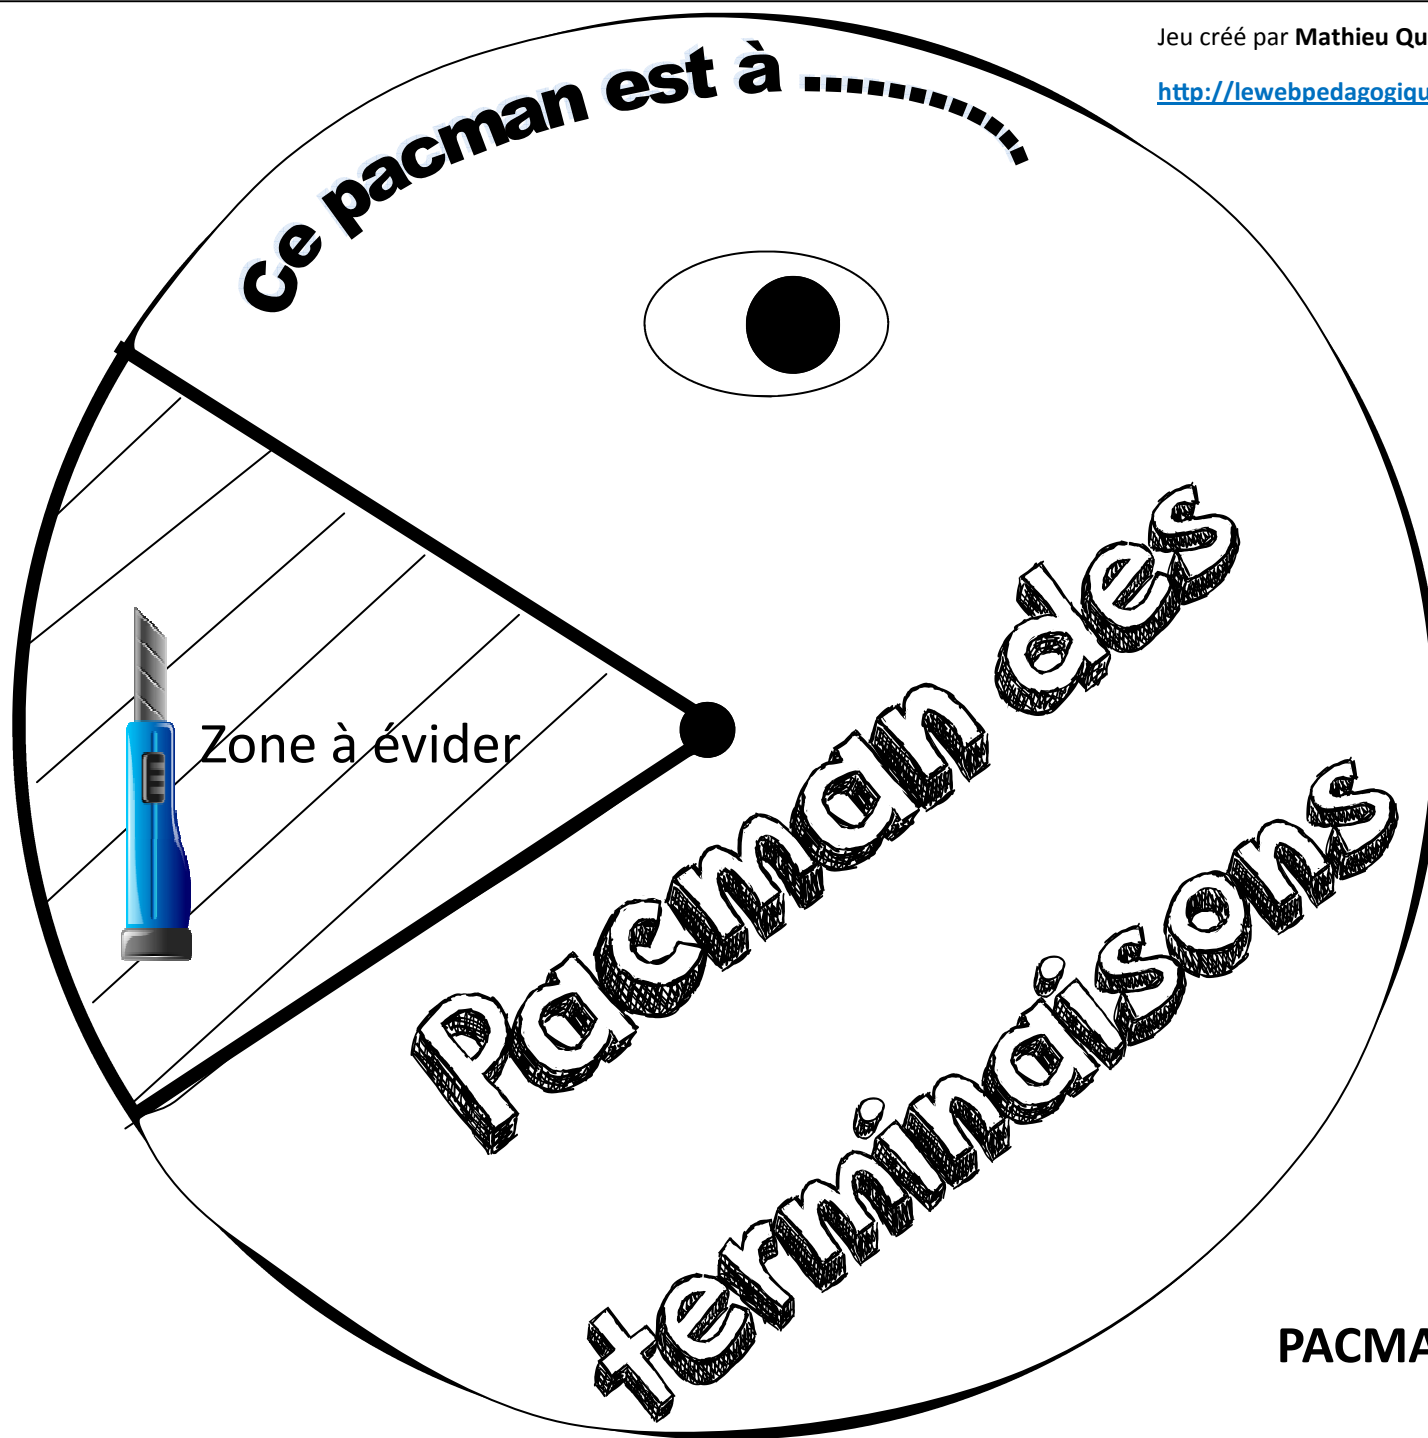 Jeu créé par Mathieu Qu
http://lewebpedagogiqu
Ce pacman est à ...........
Zone à évider
Pacman des
terminaisons
PACMA